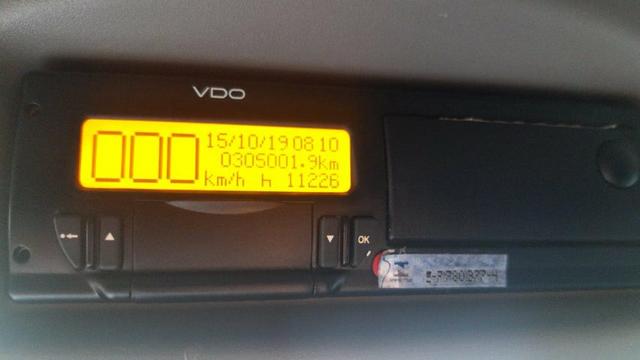 VDO
000 15/10/19 08 10
0305001.9km
km/h h 11226
OK